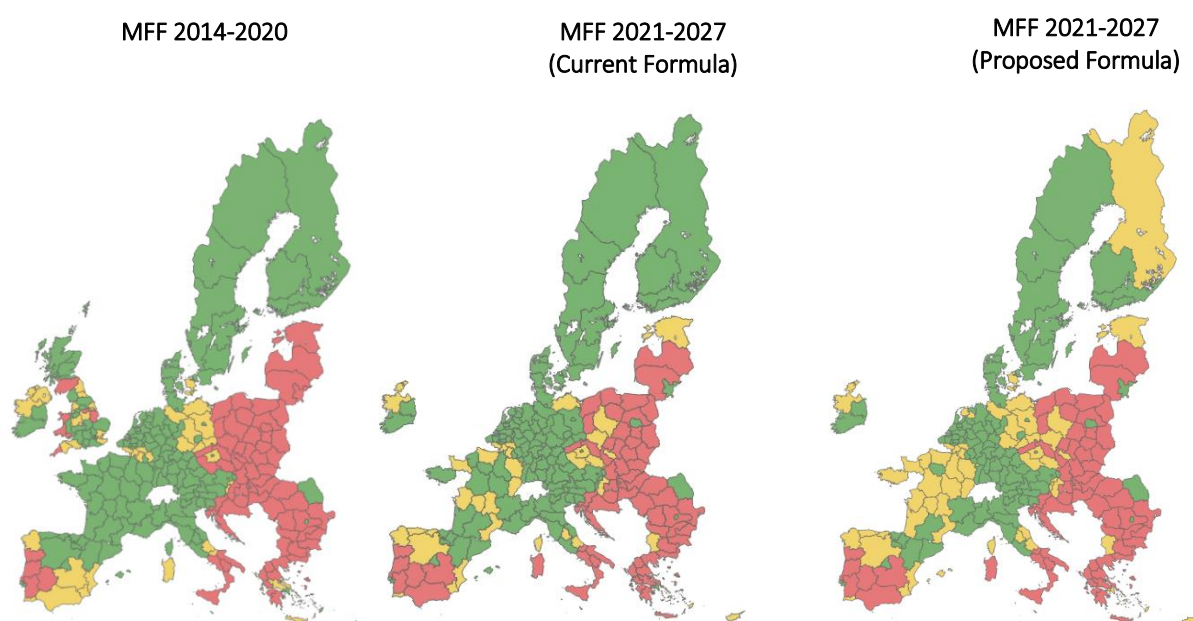 MFF 2014-2020
MFF 2021-2027
(Current Formula)
MFF 2021-2027
(Proposed Formula)